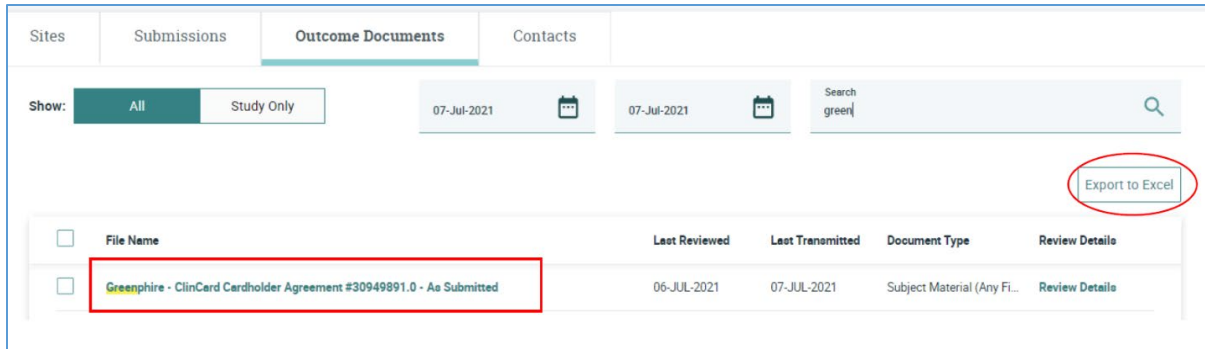 Sites Submissions Outcome Documents Contacts
Show: All Study Only 07-Jul-2021 07-Jul-2021 Search
green
Export to Excel
File Name Last Reviewed Last Transmitted Document Type Review Details
Greenphire - ClinCard Cardholder Agreement #30949891.0 - As Submitted 06-JUL-2021 07-JUL-2021 Subject Material (Any Fi... Review Details